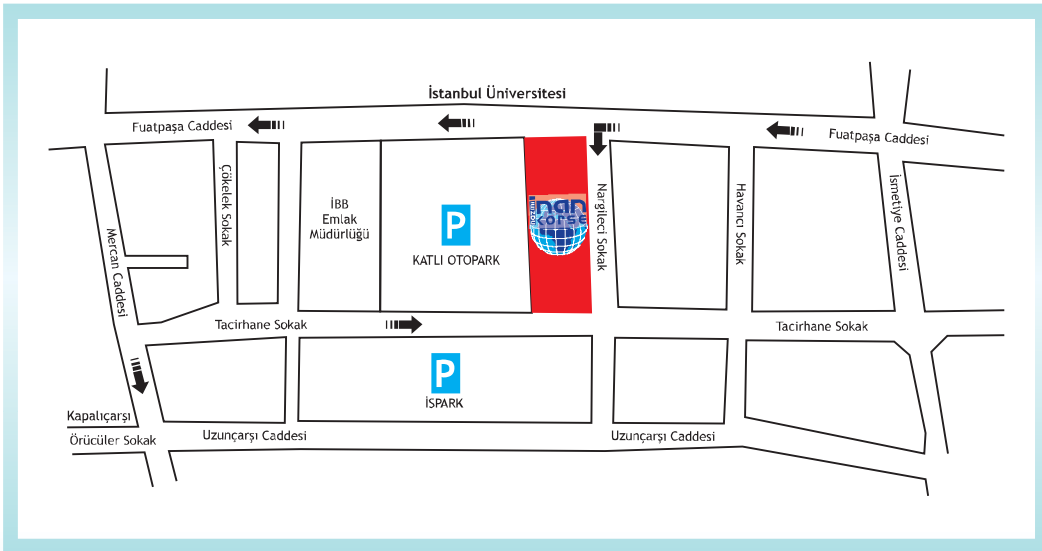 İstanbul Üniversitesi
Fuatpaşa Caddesi
Fuatpaşa Caddesi
Çökelek Sokak
İBB
Emlak
Müdürlüğü
P
KATLI OTOPARK
inan
korse
Nargileci Sokak
Havancı Sokak
İsmetiye Caddesi
Mercan Caddesi
Tacirhane Sokak
Tacirhane Sokak
P
İSPARK
Kapalıçarşı
Örücüler Sokak
Uzunçarşı Caddesi
Uzunçarşı Caddesi